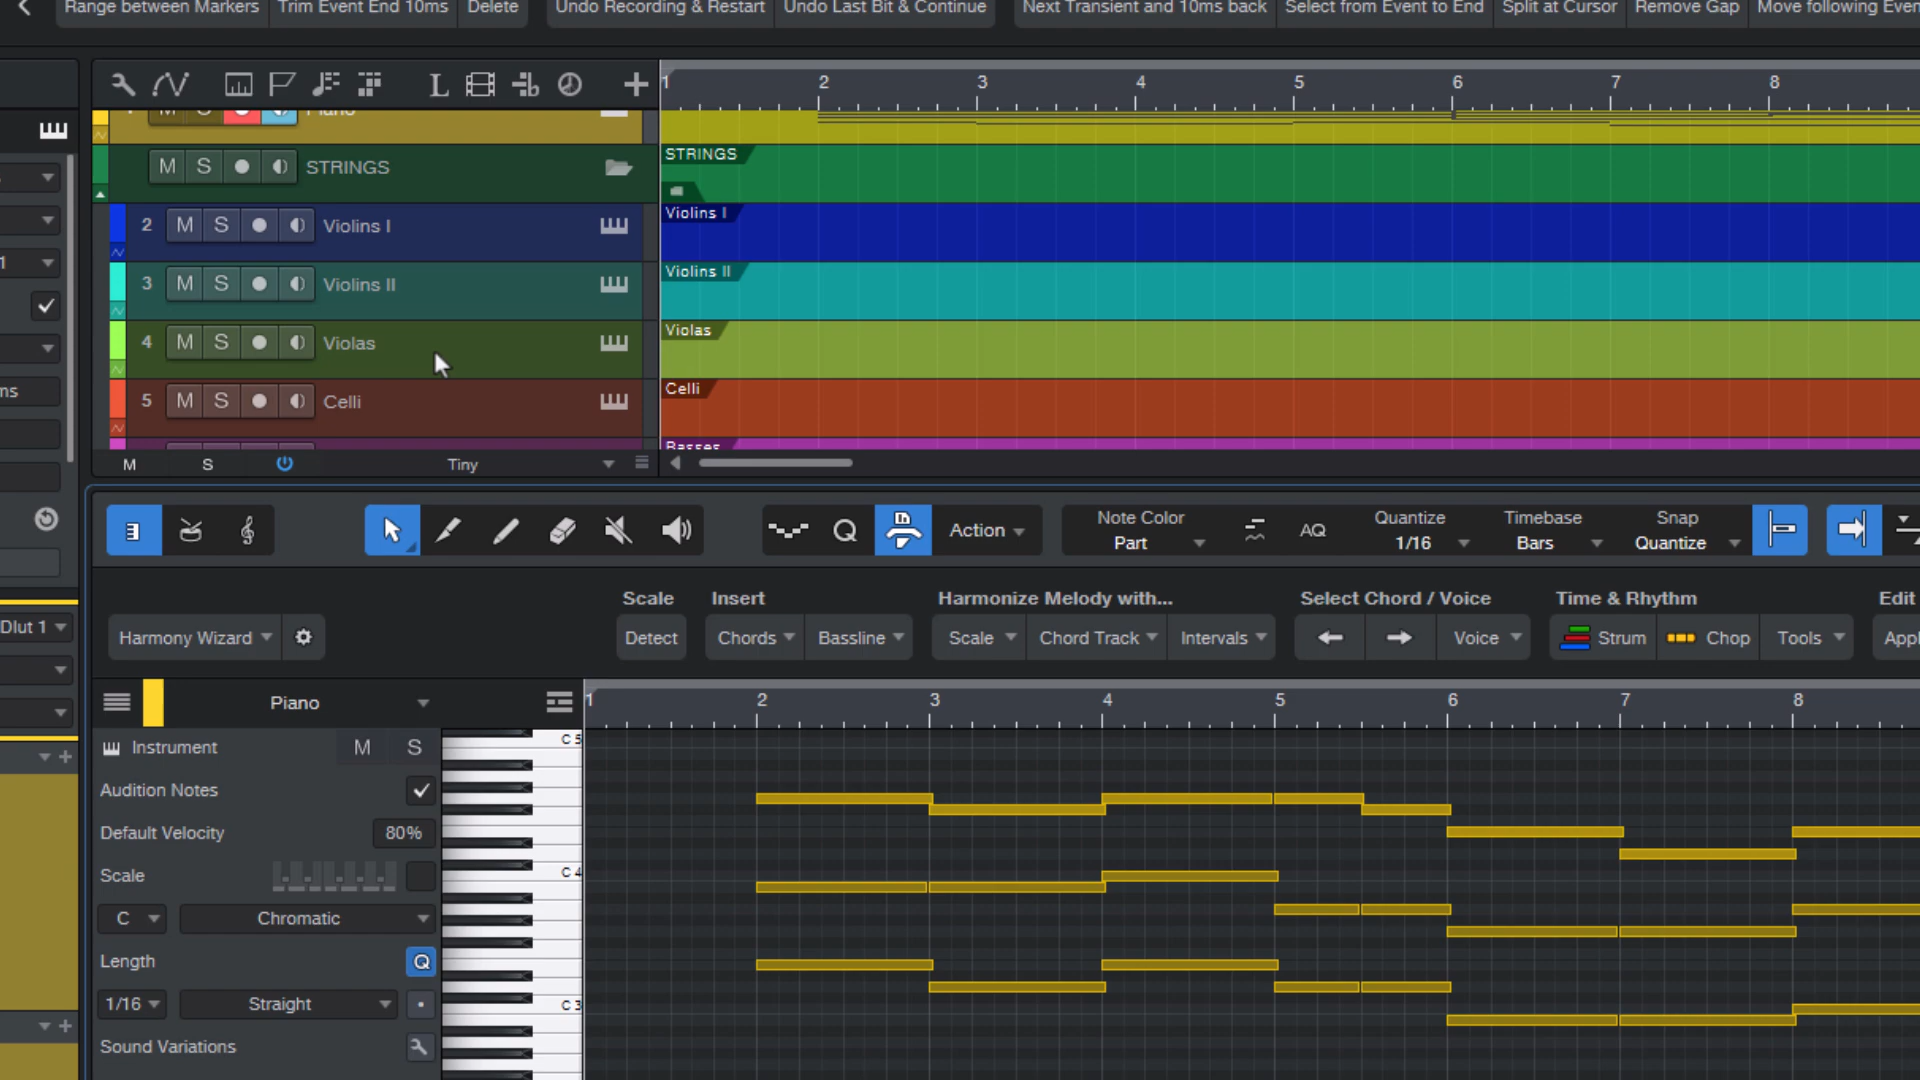 Range between Markers Trim Event End 10ms Delete Undo Recording & Restart Undo Last Bit & Continue Next Transient and 10ms back Select from Event to End Split at Cursor Remove Gap Move following Even
L + 1 2 3 4 5 6 7 8
M S Piano
M S STRINGS STRINGS
2 M S Violins I Violins I
3 M S Violins II Violins II
4 M S Violas Violas
5 M S Celli Celli
Basses
M S Tiny
Note Color Quantize Timebase Snap
Q Action Part AQ 1/16 Bars Quantize
Scale Insert Harmonize Melody with... Select Chord / Voice Time & Rhythm Edit
Dlut 1
Harmony Wizard Detect Chords Bassline Scale Chord Track Intervals Voice Strum Chop Tools Appl
Piano 1 2 3 4 5 6 7 8
Instrument M S C 5
Audition Notes
Default Velocity 80%
Scale C 4
C Chromatic
Length Q
1/16 Straight C 3
Sound Variations